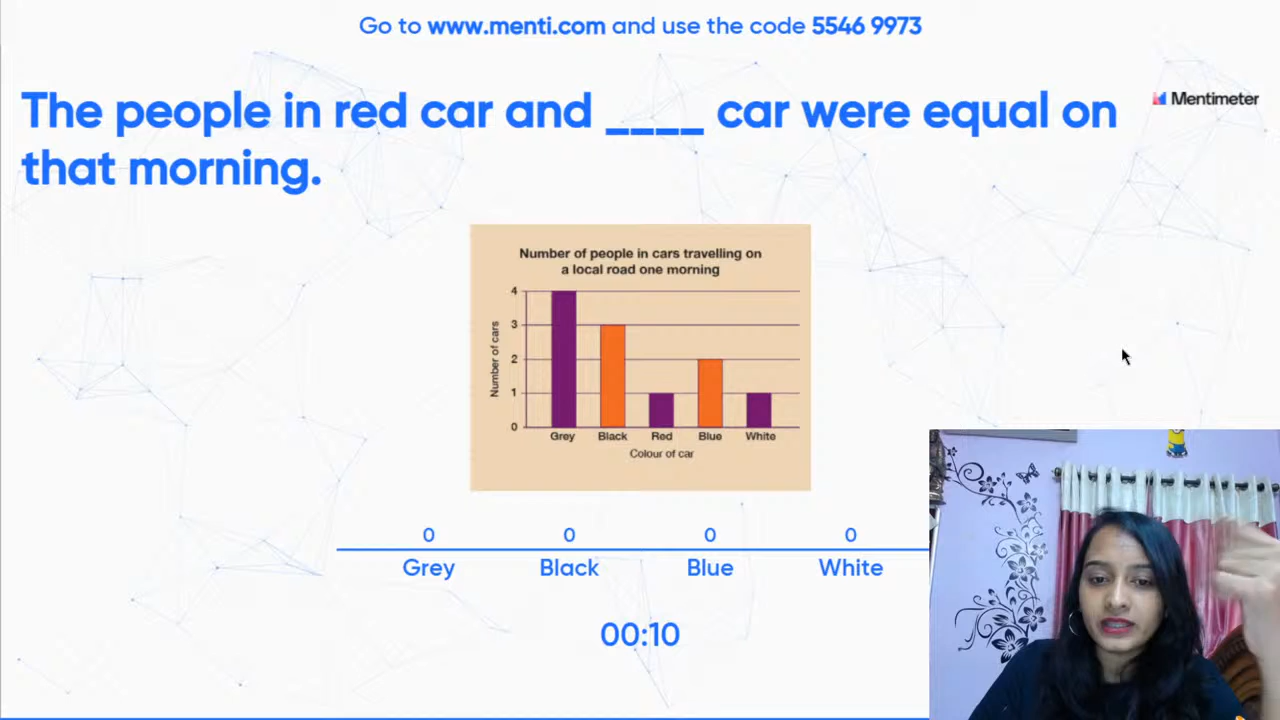 Go to www.menti.com and use the code 5546 9973
The people in red car and ____ car were equal on
that morning.
Mentimeter
Number of people in cars travelling on
a local road one morning
Number of cars
4
3
2
1
0
Grey Black Red Blue White
Colour of car
0 0 0 0
Grey Black Blue White
00:10